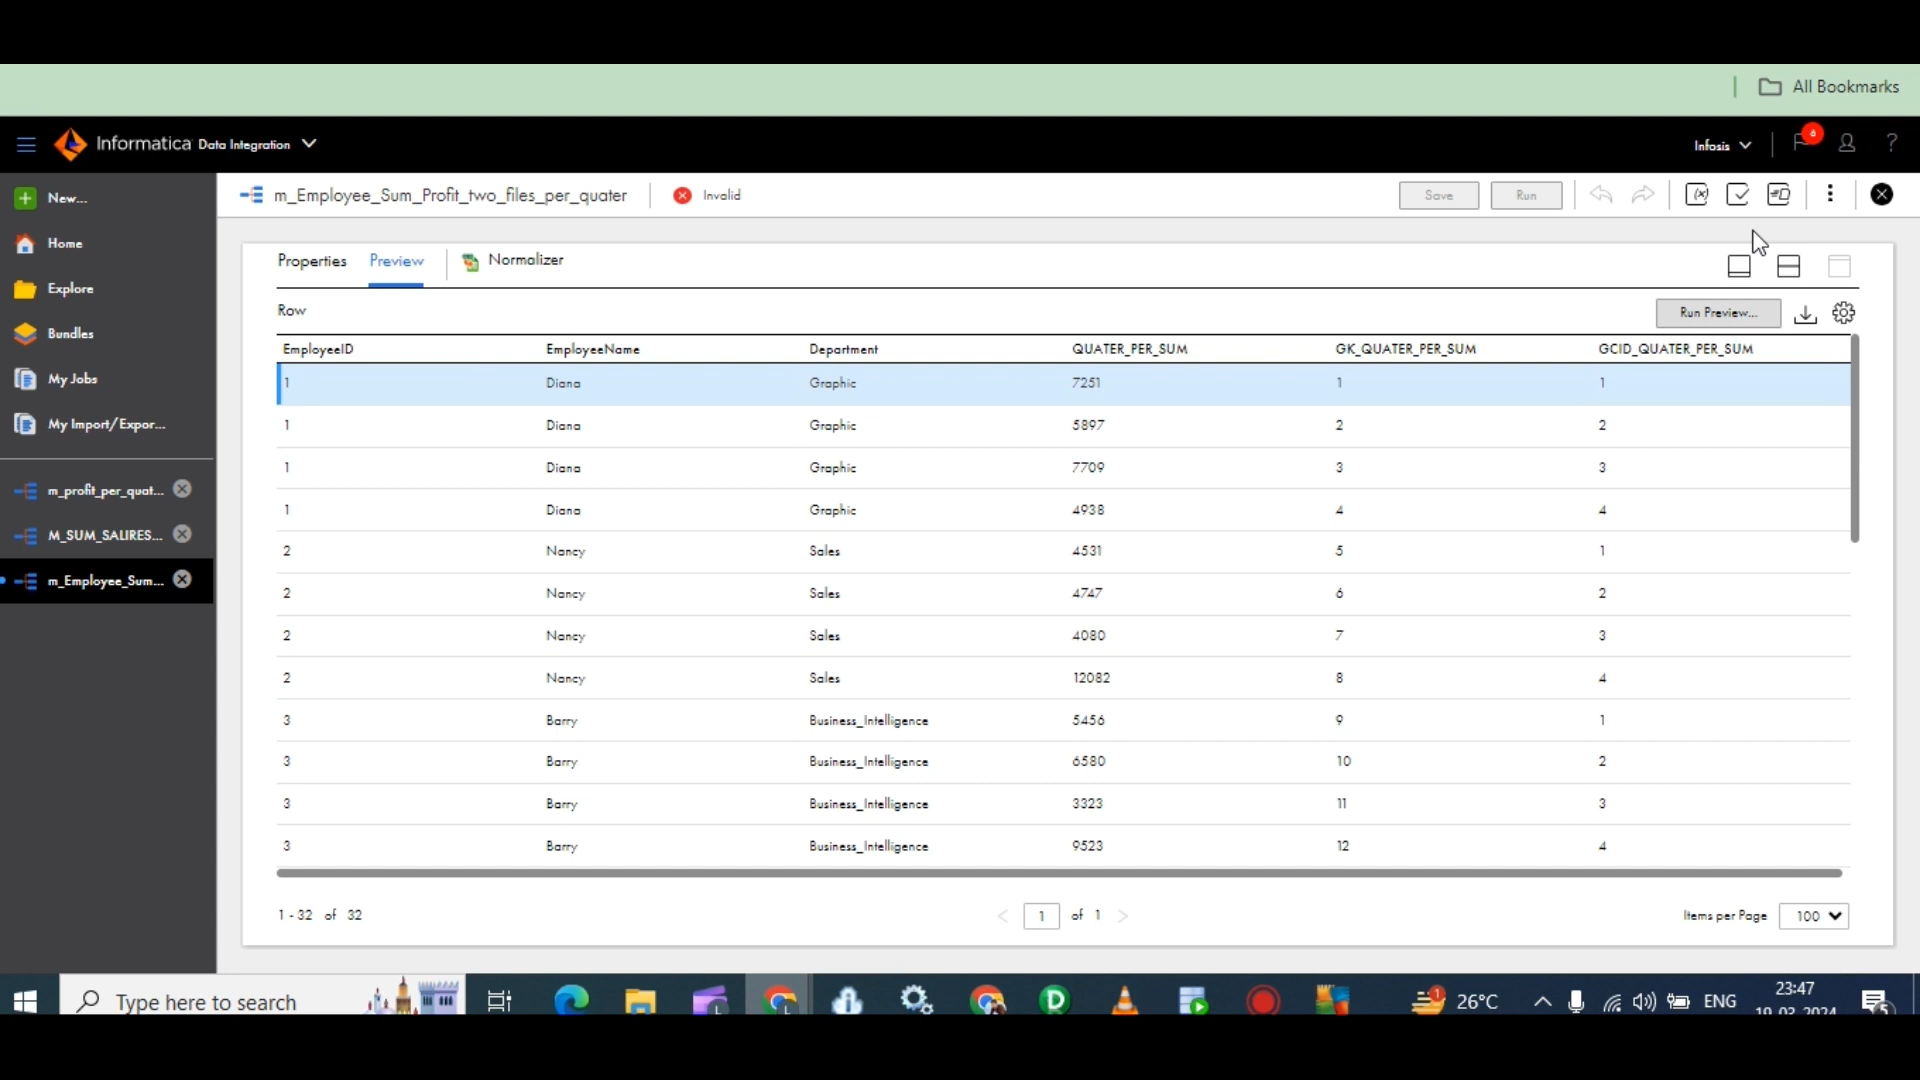 All Bookmarks
Informatica Data Integration
Infosis
6
?
New...
Home
Explore
Bundles
My Jobs
My Import/Expor...
m_profit_per_quat...
M_SUM_SALIRES...
m_Employee_Sum...
m_Employee_Sum_Profit_two_files_per_quater
Invalid
Save
Run
Properties
Preview
Normalizer
Row
Run Preview...
EmployeeID EmployeeName Department QUATER_PER_SUM GK_QUATER_PER_SUM GCID_QUATER_PER_SUM
1 Diana Graphic 7251 1 1
1 Diana Graphic 5897 2 2
1 Diana Graphic 7709 3 3
1 Diana Graphic 4938 4 4
2 Nancy Sales 4531 5 1
2 Nancy Sales 4747 6 2
2 Nancy Sales 4080 7 3
2 Nancy Sales 12082 8 4
3 Barry Business_Intelligence 5456 9 1
3 Barry Business_Intelligence 6580 10 2
3 Barry Business_Intelligence 3323 11 3
3 Barry Business_Intelligence 9523 12 4
1 - 32 of 32
< 1 of 1 >
Items per Page 100
Type here to search
1
26°C
ENG
23:47
19-03-2024
5